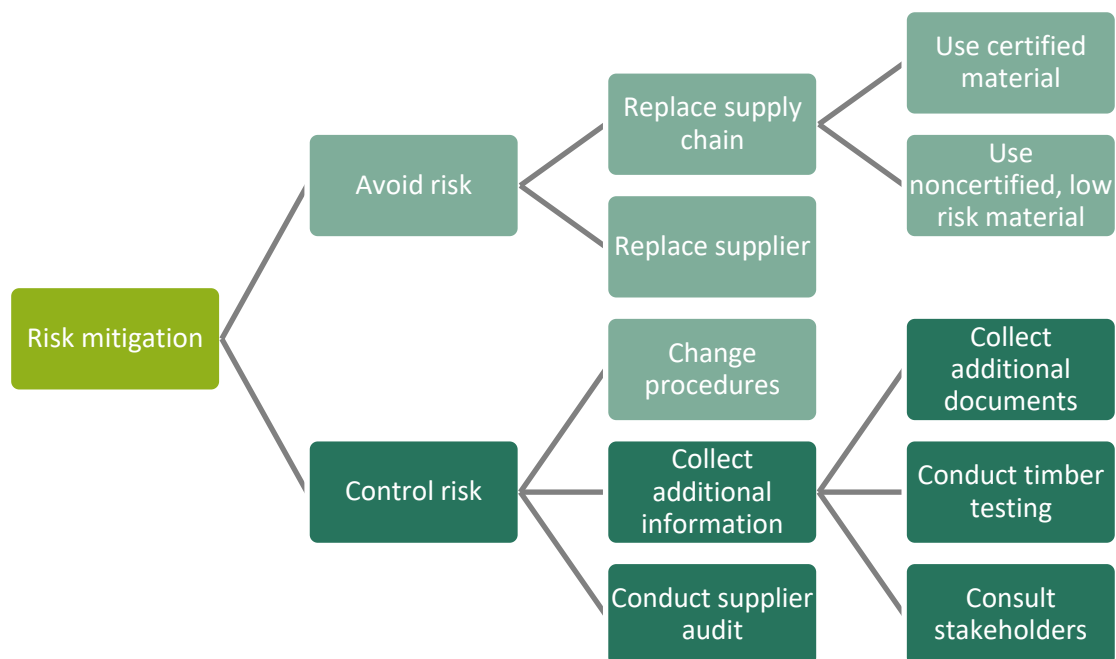 Use certified
material
Replace supply
chain
Use
noncertified, low
risk material
Avoid risk
Replace supplier
Risk mitigation
Change
procedures
Collect
additional
documents
Control risk
Collect
additional
information
Conduct timber
testing
Conduct supplier
audit
Consult
stakeholders